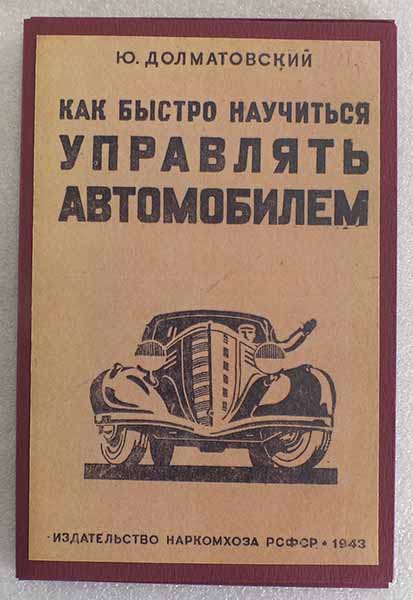 Ю. ДОЛМАТОВСКИЙ
КАК БЫСТРО НАУЧИТЬСЯ
УПРАВЛЯТЬ
АВТОМОБИЛЕМ
ИЗДАТЕЛЬСТВО НАРКОМХОЗА РСФСР • 1943